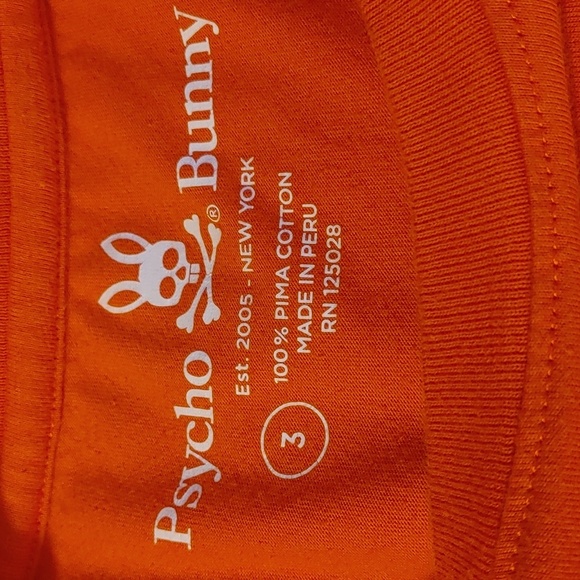 Psycho Bunny®
Est. 2005 - NEW YORK
3
100% PIMA COTTON
MADE IN PERU
RN 125028